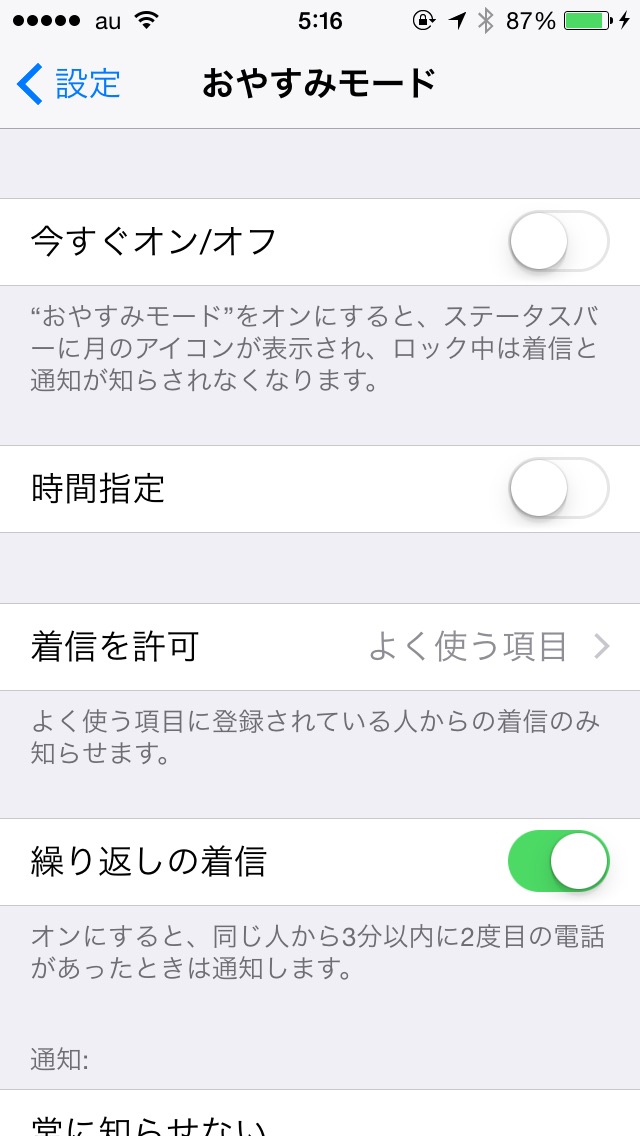 au 5:16 87%
設定 おやすみモード
今すぐオン/オフ
“おやすみモード”をオンにすると、ステータスバ
ーに月のアイコンが表示され、ロック中は着信と
通知が知らされなくなります。
時間指定
着信を許可 よく使う項目
よく使う項目に登録されている人からの着信のみ
知らせます。
繰り返しの着信
オンにすると、同じ人から3分以内に2度目の電話
があったときは通知します。
通知:
常に知らせない